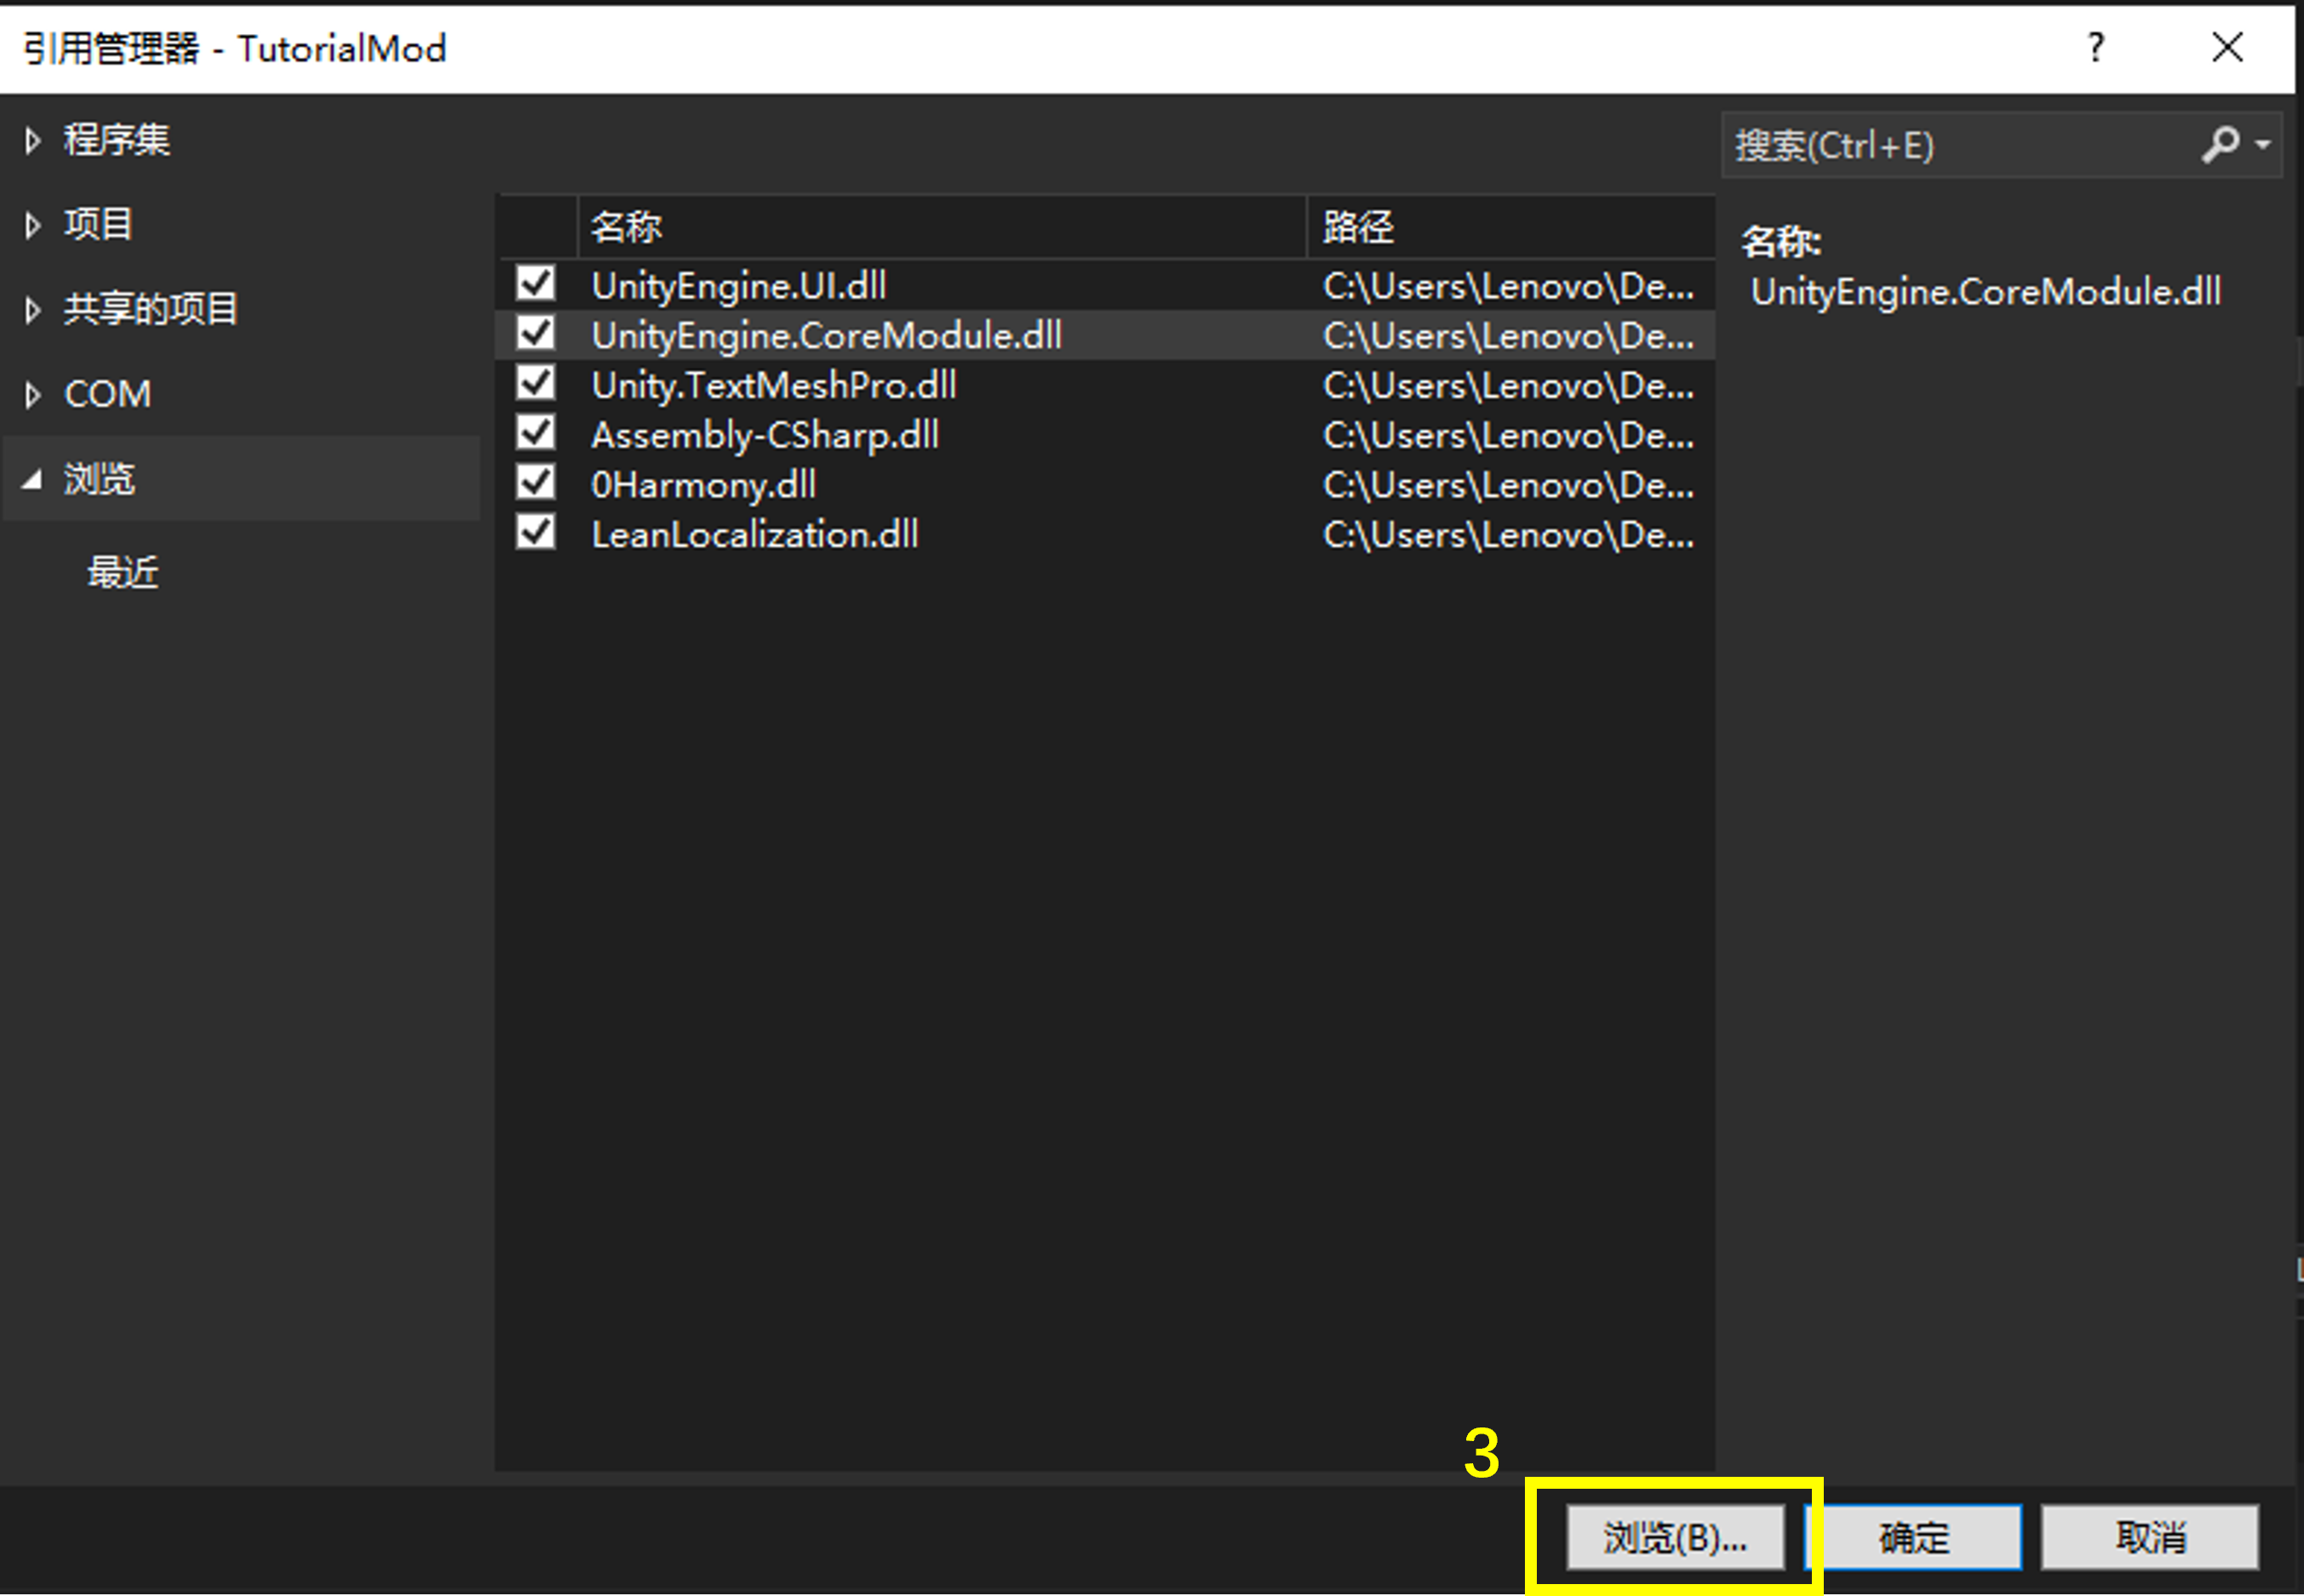 引用管理器 - TutorialMod
?
程序集
项目
共享的项目
COM
浏览
最近
名称 路径
UnityEngine.UI.dll C:\Users\Lenovo\De...
UnityEngine.CoreModule.dll C:\Users\Lenovo\De...
Unity.TextMeshPro.dll C:\Users\Lenovo\De...
Assembly-CSharp.dll C:\Users\Lenovo\De...
0Harmony.dll C:\Users\Lenovo\De...
LeanLocalization.dll C:\Users\Lenovo\De...
搜索(Ctrl+E)
名称:
UnityEngine.CoreModule.dll
3
浏览(B)... 确定 取消